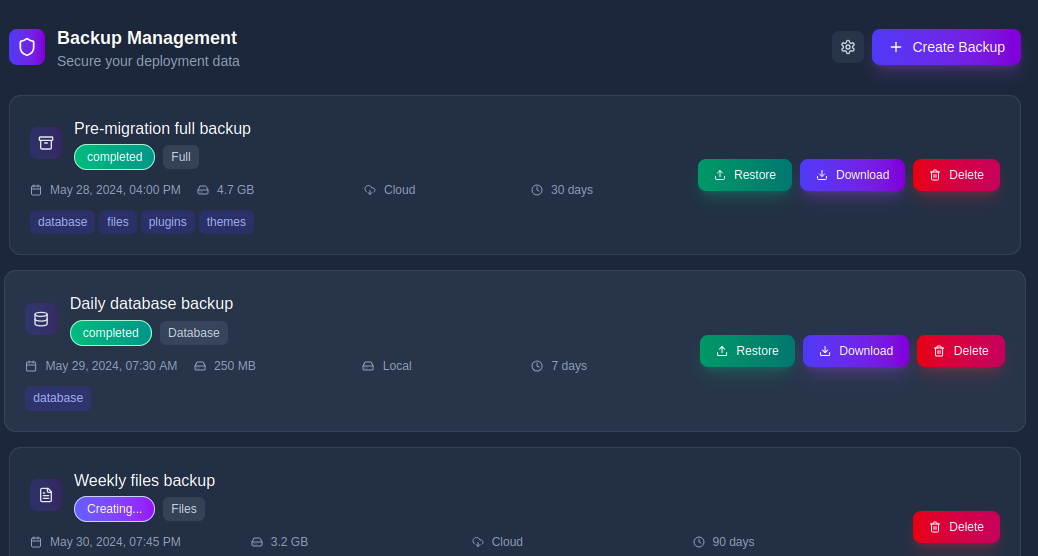 Backup Management
Secure your deployment data
Create Backup
Pre-migration full backup
completed Full
Restore Download Delete
May 28, 2024, 04:00 PM 4.7 GB Cloud 30 days
database files plugins themes
Daily database backup
completed Database
Restore Download Delete
May 29, 2024, 07:30 AM 250 MB Local 7 days
database
Weekly files backup
Creating... Files
Delete
May 30, 2024, 07:45 PM 3.2 GB Cloud 90 days